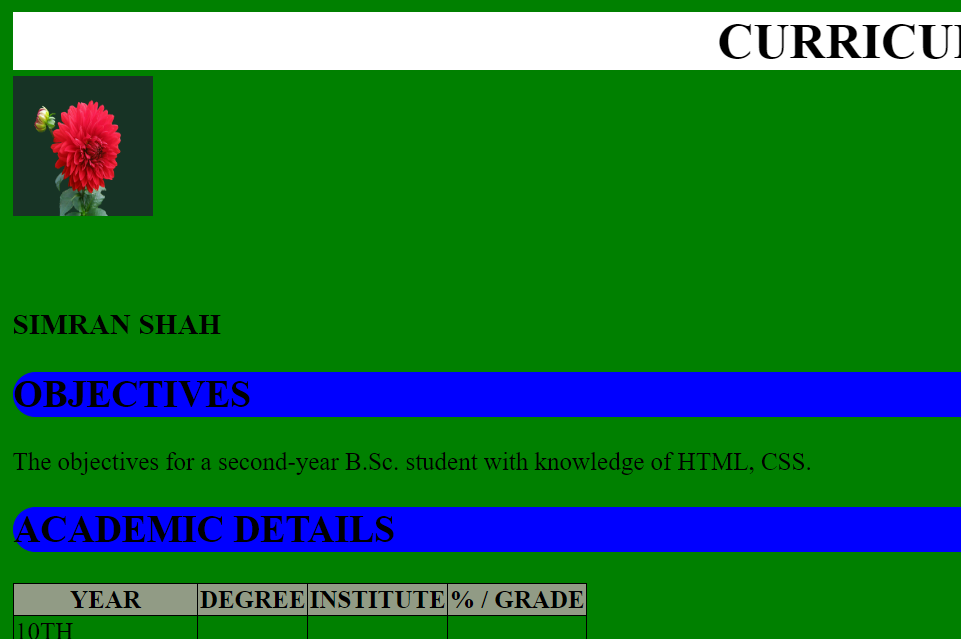 CURRICU
SIMRAN SHAH
OBJECTIVES
The objectives for a second-year B.Sc. student with knowledge of HTML, CSS.
ACADEMIC DETAILS
YEAR DEGREE INSTITUTE % / GRADE
10TH